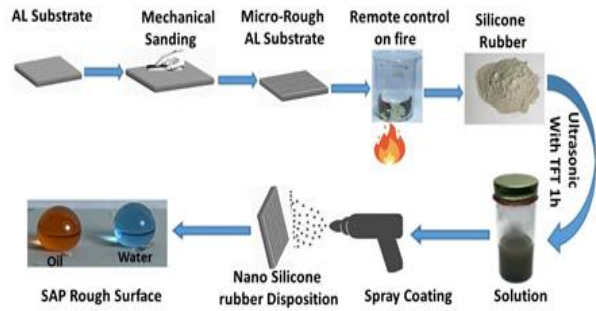 AL Substrate
Mechanical
Sanding
Micro-Rough
AL Substrate
Remote control
on fire
Silicone
Rubber
Ultrasonic
With TFT 1h
Oil
Water
SAP Rough Surface
Nano Silicone
rubber Disposition
Spray Coating
Solution